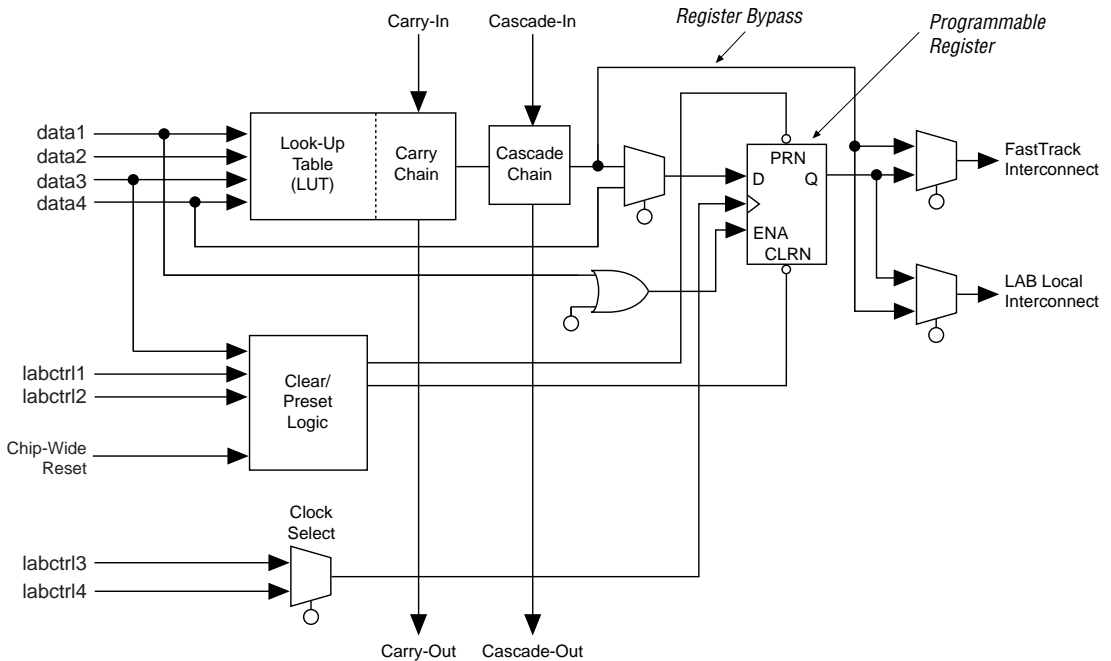 Carry-In
Cascade-In
Register Bypass
Programmable
Register
data1
data2
data3
data4
Look-Up
Table
(LUT)
Carry
Chain
Cascade
Chain
PRN
D
Q
ENA
CLRN
FastTrack
Interconnect
LAB Local
Interconnect
labctrl1
labctrl2
Clear/
Preset
Logic
Chip-Wide
Reset
Clock
Select
labctrl3
labctrl4
Carry-Out
Cascade-Out